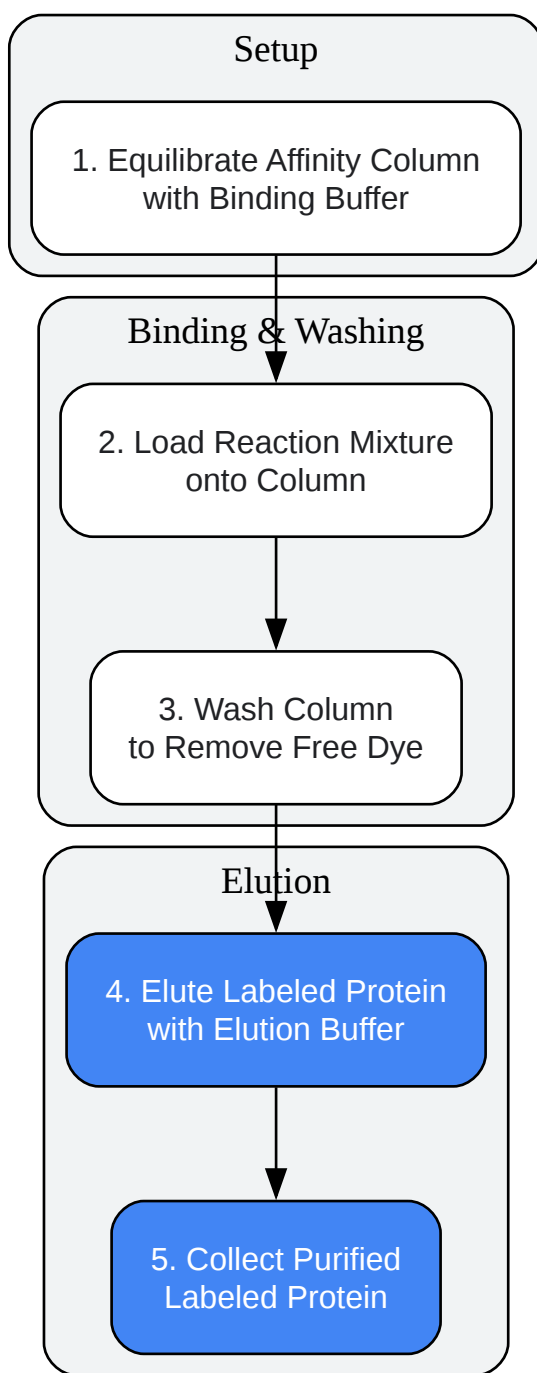 Setup
1. Equilibrate Affinity Column
with Binding Buffer
Binding & Washing
2. Load Reaction Mixture
onto Column
3. Wash Column
to Remove Free Dye
Elution
4. Elute Labeled Protein
with Elution Buffer
5. Collect Purified
Labeled Protein